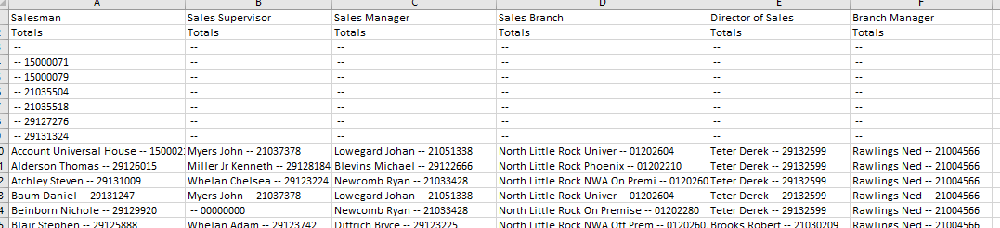 A B C D E F
Salesman Sales Supervisor Sales Manager Sales Branch Director of Sales Branch Manager
Totals Totals Totals Totals Totals Totals
-- -- -- -- -- --
-- 15000071 -- -- -- -- --
-- 15000079 -- -- -- -- --
-- 21035504 -- -- -- -- --
-- 21035518 -- -- -- -- --
-- 29127276 -- -- -- -- --
-- 29131324 -- -- -- -- --
Account Universal House -- 150002 Myers John -- 21037378 Lowegard Johan -- 21051338 North Little Rock Univer -- 01202604 Teter Derek -- 29132599 Rawlings Ned -- 21004566
Alderson Thomas -- 29126015 Miller Jr Kenneth -- 29128184 Blevins Michael -- 29122666 North Little Rock Phoenix -- 01202210 Teter Derek -- 29132599 Rawlings Ned -- 21004566
Atchley Steven -- 29131009 Whelan Chelsea -- 29123224 Newcomb Ryan -- 21033428 North Little Rock NWA On Premi -- 0120260 Teter Derek -- 29132599 Rawlings Ned -- 21004566
Baum Daniel -- 29131247 Myers John -- 21037378 Lowegard Johan -- 21051338 North Little Rock Univer -- 01202604 Teter Derek -- 29132599 Rawlings Ned -- 21004566
Beinborn Nichole -- 29129920 -- 00000000 Newcomb Ryan -- 21033428 North Little Rock On Premise -- 01202280 Teter Derek -- 29132599 Rawlings Ned -- 21004566
Blair Stephen -- 29125888 Whelan Adam -- 29123742 Dittrich Bryce -- 29123225 North Little Rock NWA Off Prem -- 0120260 Brooks Robert -- 21030209 Rawlings Ned -- 21004566